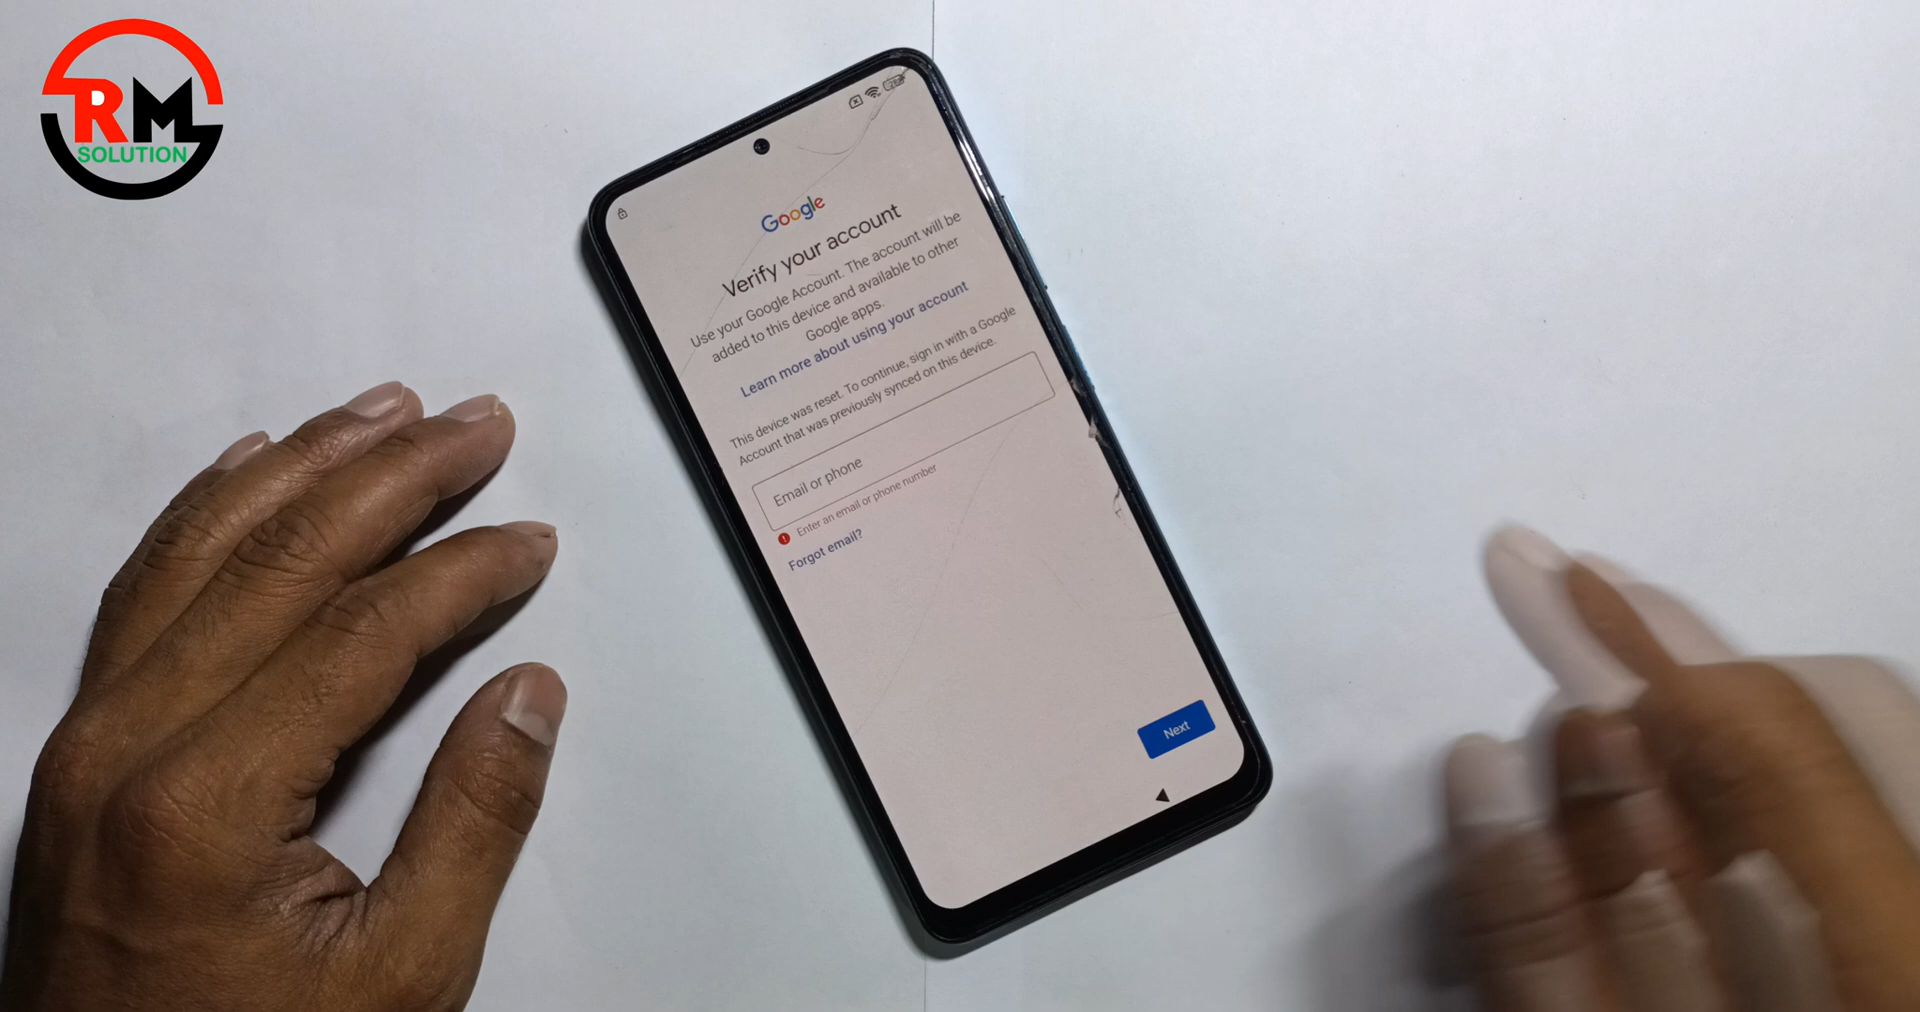 RM
SOLUTION
Google
Verify your account
Use your Google Account. The account will be
added to this device and available to other
Google apps.
Learn more about using your account
This device was reset. To continue, sign in with a Google
Account that was previously synced on this device.
Email or phone
Enter an email or phone number
Forgot email?
Next